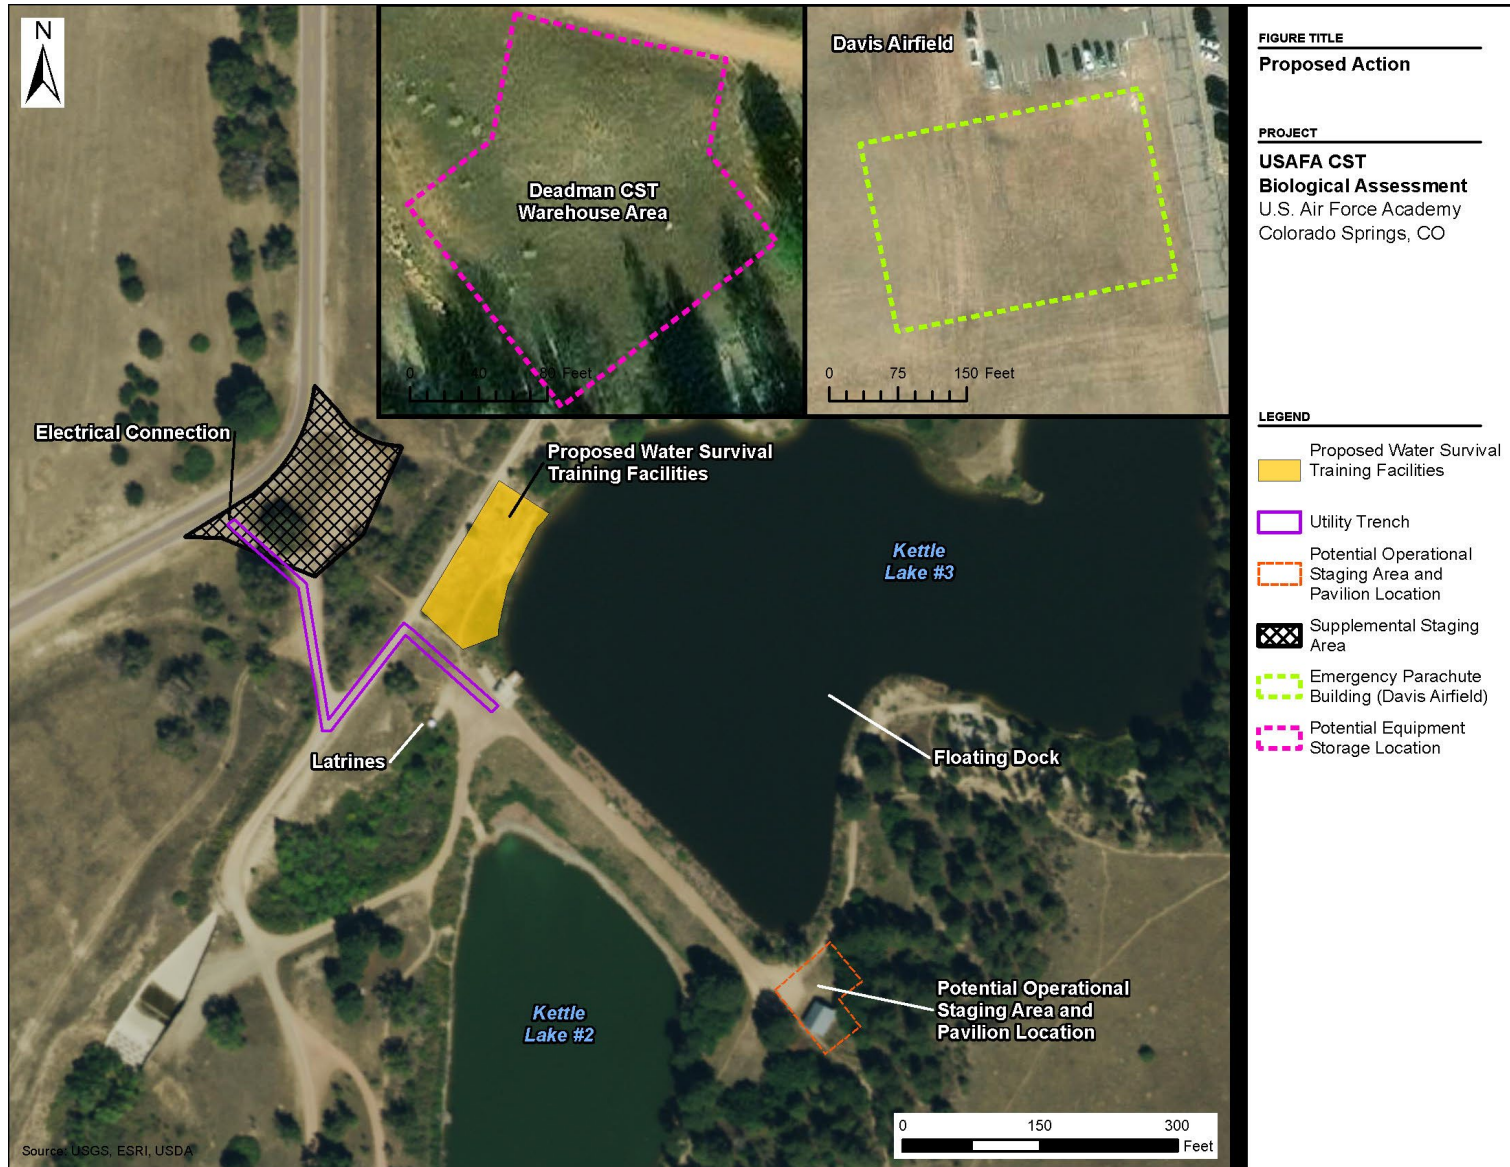 N
Deadman CST
Warehouse Area
0 40 80 Feet
Davis Airfield
0 75 150 Feet
Electrical Connection
Proposed Water Survival
Training Facilities
Kettle
Lake #3
Latrines
Floating Dock
Kettle
Lake #2
Potential Operational
Staging Area and
Pavilion Location
0 150 300
Feet
Source: USGS, ESRI, USDA
FIGURE TITLE
Proposed Action
PROJECT
USAFA CST
Biological Assessment
U.S. Air Force Academy
Colorado Springs, CO
LEGEND
Proposed Water Survival
Training Facilities
Utility Trench
Potential Operational
Staging Area and
Pavilion Location
Supplemental Staging
Area
Emergency Parachute
Building (Davis Airfield)
Potential Equipment
Storage Location